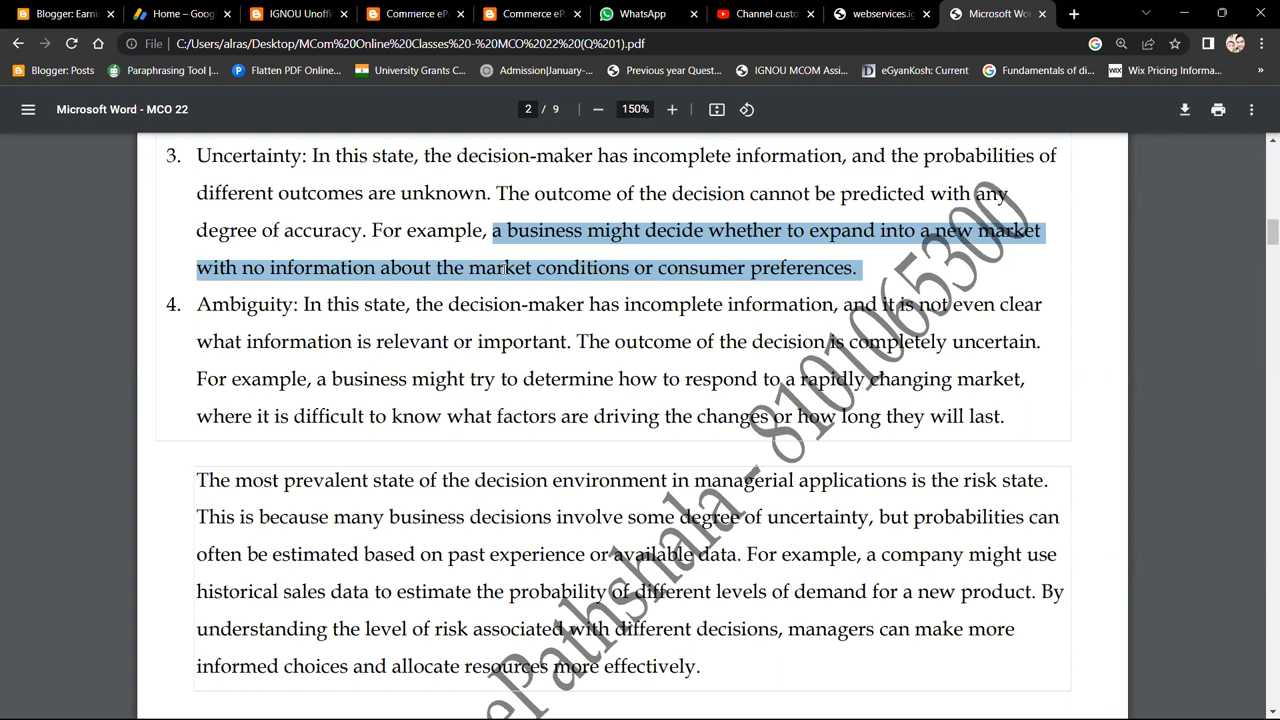 Blogger: Earni
Home – Goog
IGNOU Unoffi
Commerce eP
Commerce eP
WhatsApp
Channel custo
webservices.ig
Microsoft Wor
File
C:/Users/alras/Desktop/MCom%20Online%20Classes%20-%20MCO%2022%20(Q%201).pdf
Blogger: Posts
Paraphrasing Tool |...
Flatten PDF Online...
University Grants C...
Admission|January-...
Previous year Quest...
IGNOU MCOM Assi...
eGyanKosh: Current
Fundamentals of di...
Wix Pricing Informa...
Microsoft Word - MCO 22
2 / 9
150%
3. Uncertainty: In this state, the decision-maker has incomplete information, and the probabilities of
different outcomes are unknown. The outcome of the decision cannot be predicted with any
degree of accuracy. For example, a business might decide whether to expand into a new market
with no information about the market conditions or consumer preferences.
4. Ambiguity: In this state, the decision-maker has incomplete information, and it is not even clear
what information is relevant or important. The outcome of the decision is completely uncertain.
For example, a business might try to determine how to respond to a rapidly changing market,
where it is difficult to know what factors are driving the changes or how long they will last.
The most prevalent state of the decision environment in managerial applications is the risk state.
This is because many business decisions involve some degree of uncertainty, but probabilities can
often be estimated based on past experience or available data. For example, a company might use
historical sales data to estimate the probability of different levels of demand for a new product. By
understanding the level of risk associated with different decisions, managers can make more
informed choices and allocate resources more effectively.
ePathshala - 8101065300